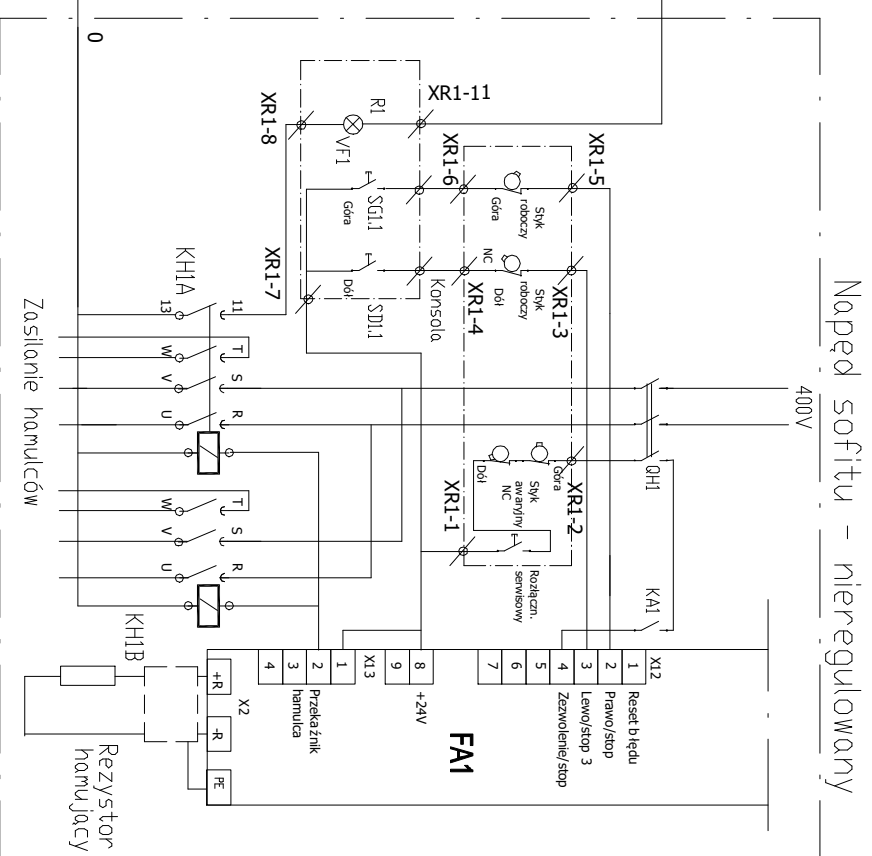 Napęd sofitu - nieregulowany
0
400V
XR1-11
R1
VF1
XR1-8
XR1-6
XR1-5
Styk
roboczy
Góra
SG1.1
Góra
NC
Styk
roboczy
Dół
XR1-3
XR1-4
Konsola
SD1.1
Dół
XR1-7
KH1A
11
13
T
W
S
V
R
U
Zasilanie hamulców
QH1
XR1-2
Góra
Dół
Styk
awaryjny
NC
XR1-1
Rozłączn.
serwisowy
KA1
T
W
S
V
R
U
KH1B
X12
1
Reset błędu
2
Prawo/stop
3
Lewo/stop 3
4
Zezwolenie/stop
5
6
7
8
+24V
9
X13
1
2
Przekaźnik
hamulca
3
4
FA1
X2
+R
-R
PE
Rezystor
hamujący